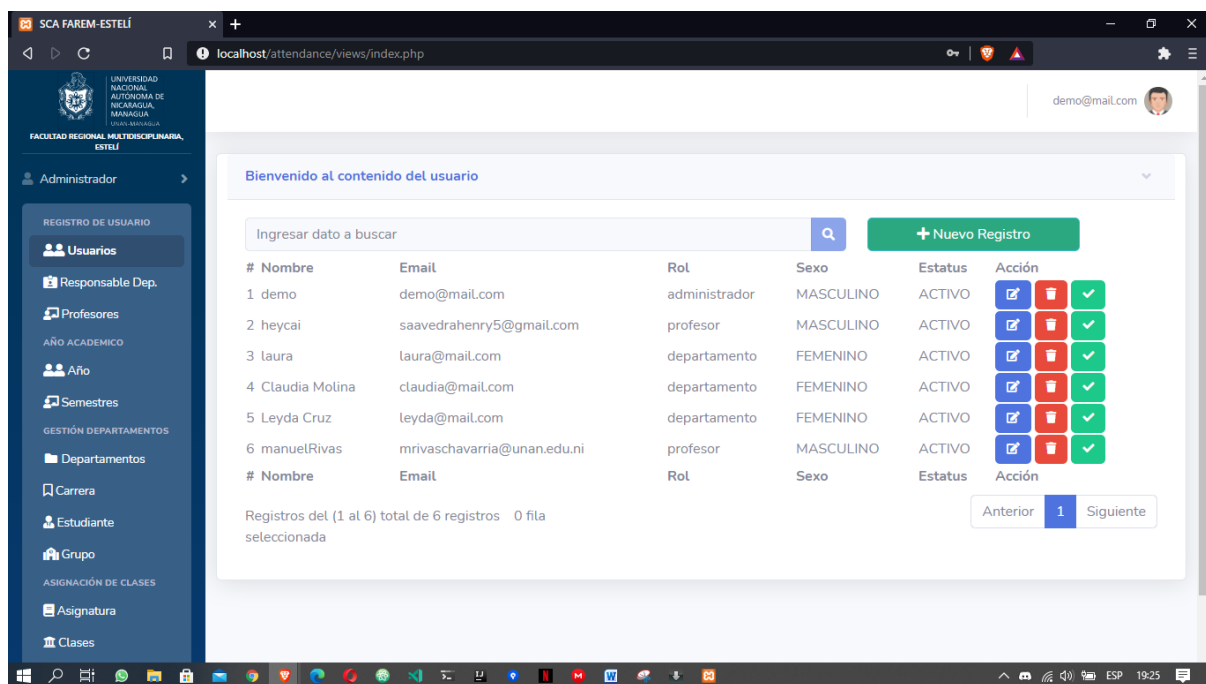 SCA FAREM-ESTELÍ
localhost/attendance/views/index.php
UNIVERSIDAD
NACIONAL
AUTÓNOMA DE
NICARAGUA,
MANAGUA
UNAN-MANAGUA
FACULTAD REGIONAL MULTIDISCIPLINARIA,
ESTELÍ
demo@mail.com
Administrador
REGISTRO DE USUARIO
Usuarios
Responsable Dep.
Profesores
AÑO ACADEMICO
Año
Semestres
GESTIÓN DEPARTAMENTOS
Departamentos
Carrera
Estudiante
Grupo
ASIGNACIÓN DE CLASES
Asignatura
Clases
Bienvenido al contenido del usuario
Ingresar dato a buscar
Nuevo Registro
# Nombre Email Rol Sexo Estatus Acción
1 demo demo@mail.com administrador MASCULINO ACTIVO
2 heycai saavedrahenry5@gmail.com profesor MASCULINO ACTIVO
3 laura laura@mail.com departamento FEMENINO ACTIVO
4 Claudia Molina claudia@mail.com departamento FEMENINO ACTIVO
5 Leyda Cruz leyda@mail.com departamento FEMENINO ACTIVO
6 manuelRivas mrivaschavarria@unan.edu.ni profesor MASCULINO ACTIVO
# Nombre Email Rol Sexo Estatus Acción
Registros del (1 al 6) total de 6 registros 0 fila
seleccionada
Anterior 1 Siguiente
ESP 19:25